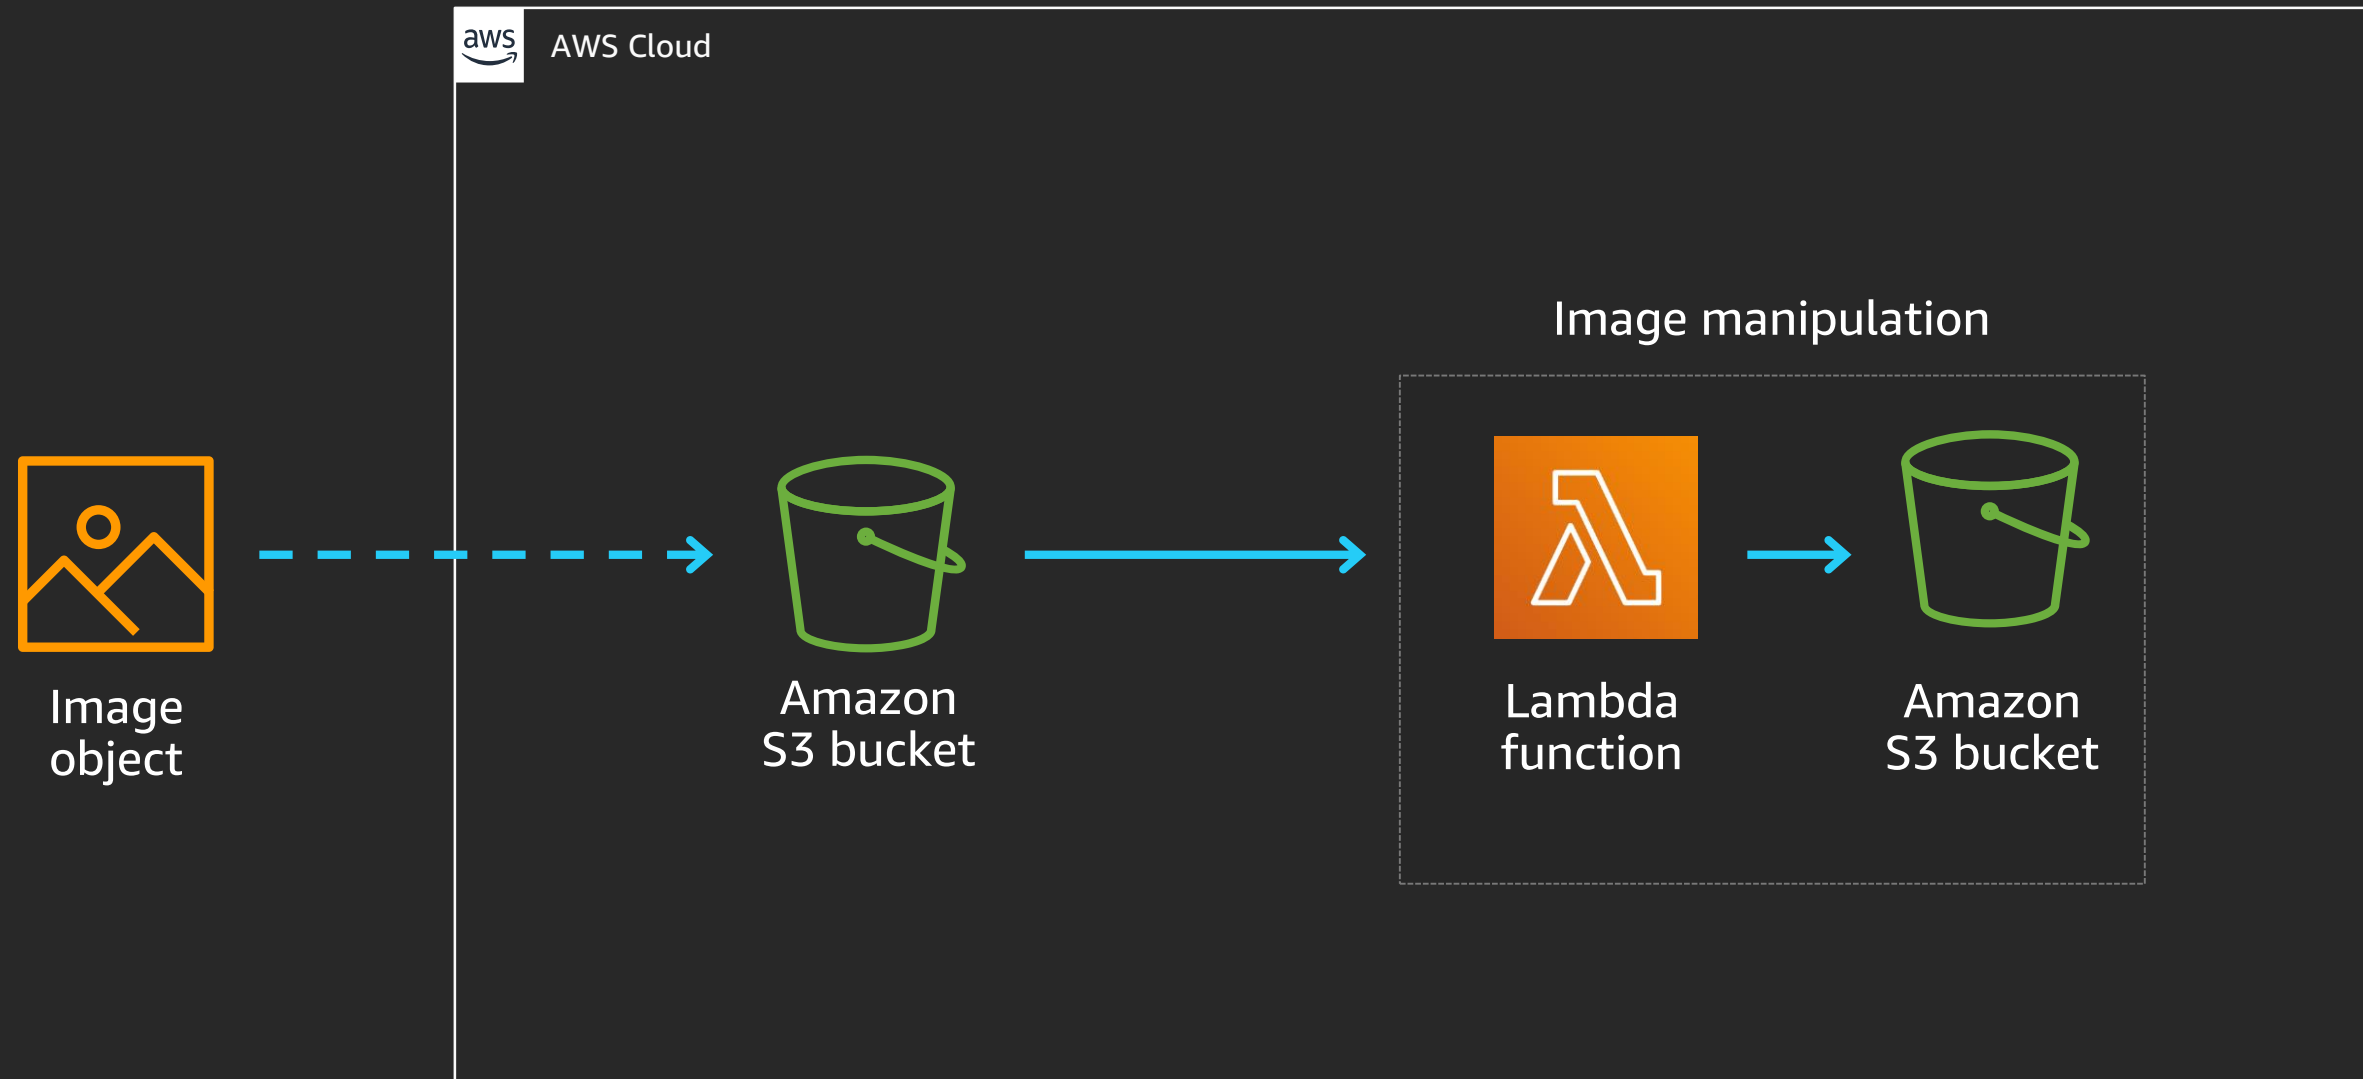 aws
AWS Cloud
Image manipulation
Image
object
Amazon
S3 bucket
Lambda
function
Amazon
S3 bucket